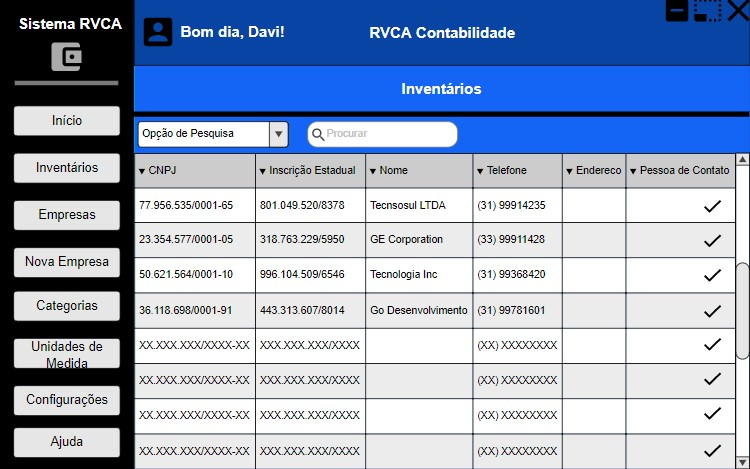 Sistema RVCA
Bom dia, Davi!
RVCA Contabilidade
Inventários
Início
Inventários
Empresas
Nova Empresa
Categorias
Unidades de
Medida
Configurações
Ajuda
Opção de Pesquisa
Procurar
CNPJ Inscrição Estadual Nome Telefone Endereco Pessoa de Contato
77.956.535/0001-65 801.049.520/8378 Tecnsosul LTDA (31) 99914235
23.354.577/0001-05 318.763.229/5950 GE Corporation (33) 99911428
50.621.564/0001-10 996.104.509/6546 Tecnologia Inc (31) 99368420
36.118.698/0001-91 443.313.607/8014 Go Desenvolvimento (31) 99781601
XX.XXX.XXX/XXXX-XX XXX.XXX.XXX/XXXX (XX) XXXXXXXX
XX.XXX.XXX/XXXX-XX XXX.XXX.XXX/XXXX (XX) XXXXXXXX
XX.XXX.XXX/XXXX-XX XXX.XXX.XXX/XXXX (XX) XXXXXXXX
XX.XXX.XXX/XXXX-XX XXX.XXX.XXX/XXXX (XX) XXXXXXXX